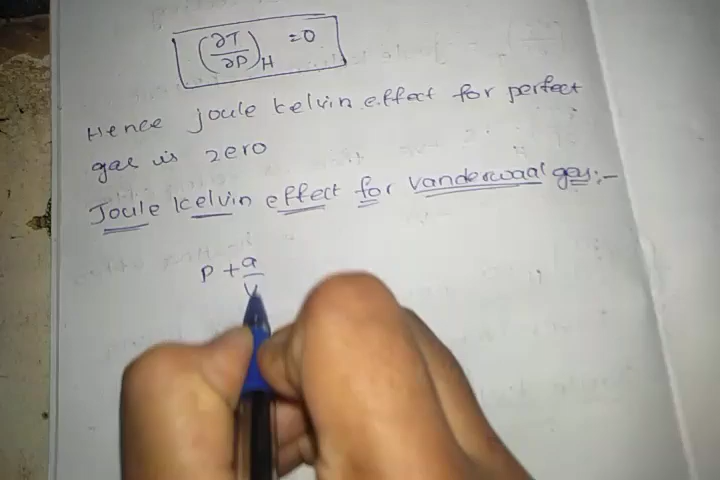 (∂T/∂P)_H = 0
Hence joule kelvin effect for perfect
gas is zero
Joule kelvin effect for vanderwaal gas:-
P + a/V